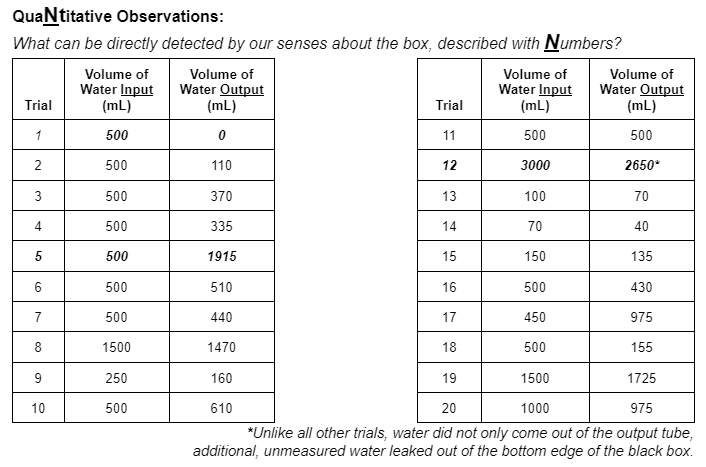 QuaNtitative Observations:
What can be directly detected by our senses about the box, described with Numbers?
Trial Volume of Water Input (mL) Volume of Water Output (mL)
1 500 0
2 500 110
3 500 370
4 500 335
5 500 1915
6 500 510
7 500 440
8 1500 1470
9 250 160
10 500 610
Trial Volume of Water Input (mL) Volume of Water Output (mL)
11 500 500
12 3000 2650*
13 100 70
14 70 40
15 150 135
16 500 430
17 450 975
18 500 155
19 1500 1725
20 1000 975
*Unlike all other trials, water did not only come out of the output tube,
additional, unmeasured water leaked out of the bottom edge of the black box.